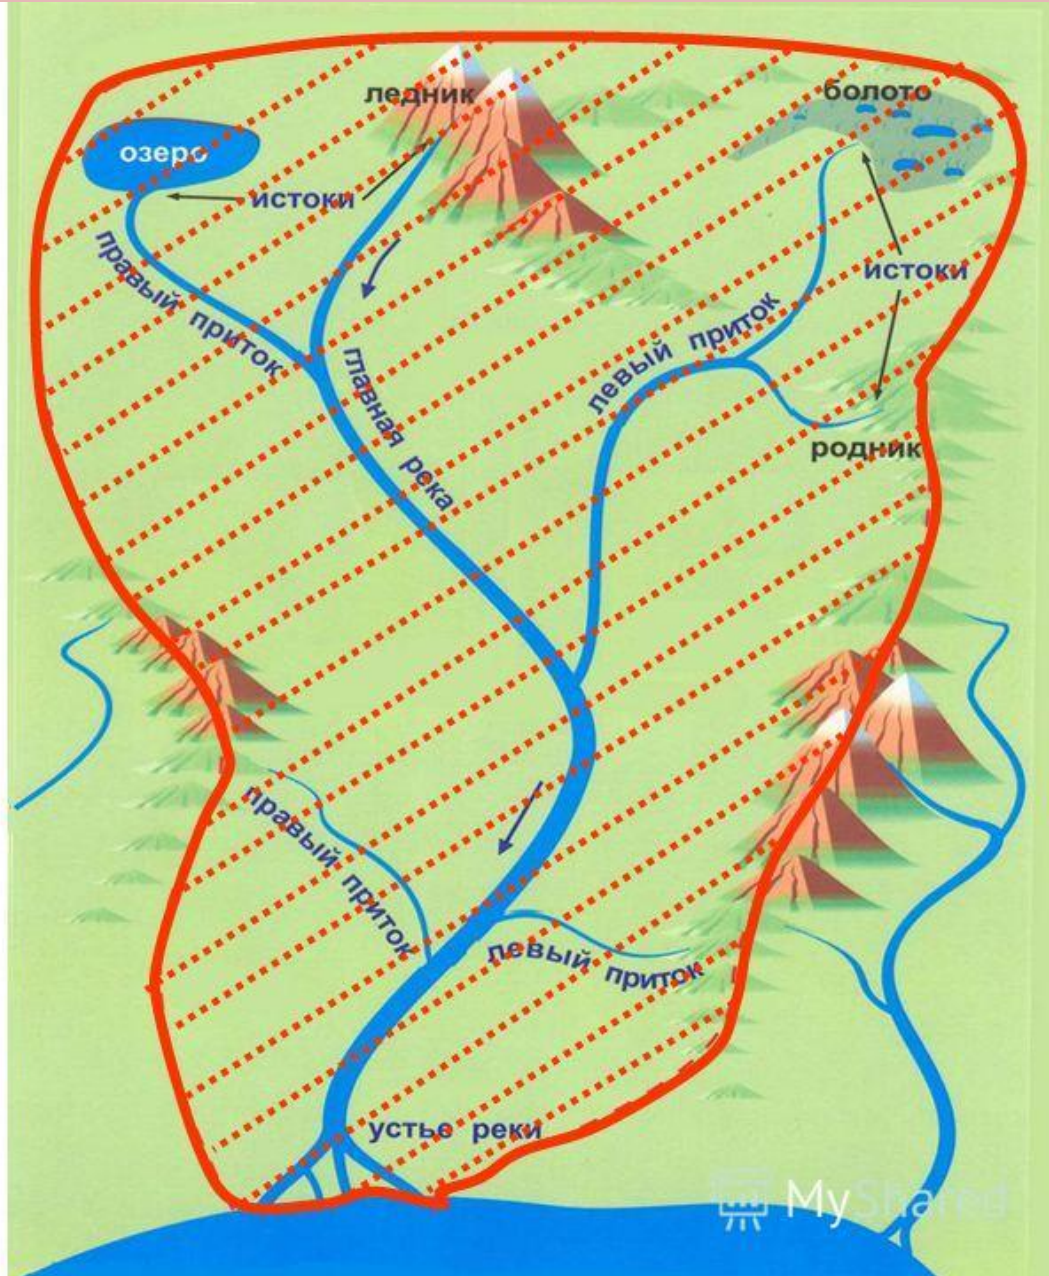 ледник
болото
озеро
истоки
истоки
правый приток
левый приток
главная река
родник
правый приток
левый приток
устье реки
MyShared